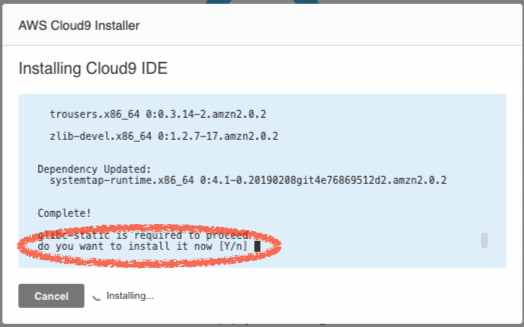 AWS Cloud9 Installer
Installing Cloud9 IDE
trousers.x86_64 0:0.3.14-2.amzn2.0.2
zlib-devel.x86_64 0:1.2.7-17.amzn2.0.2
Dependency Updated:
systemtap-runtime.x86_64 0:4.1-0.20190208git4e76869512d2.amzn2.0.2
Complete!
glibc-static is required to proceed
do you want to install it now [Y/n]
Cancel
Installing...